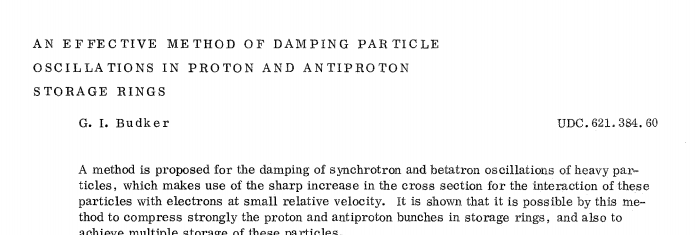 AN EFFECTIVE METHOD OF DAMPING PARTICLE
OSCILLATIONS IN PROTON AND ANTIPROTON
STORAGE RINGS
G. I. Budker UDC.621.384.60
A method is proposed for the damping of synchrotron and betatron oscillations of heavy par-
ticles, which makes use of the sharp increase in the cross section for the interaction of these
particles with electrons at small relative velocity. It is shown that it is possible by this me-
thod to compress strongly the proton and antiproton bunches in storage rings, and also to
achieve multiple storage of these particles.